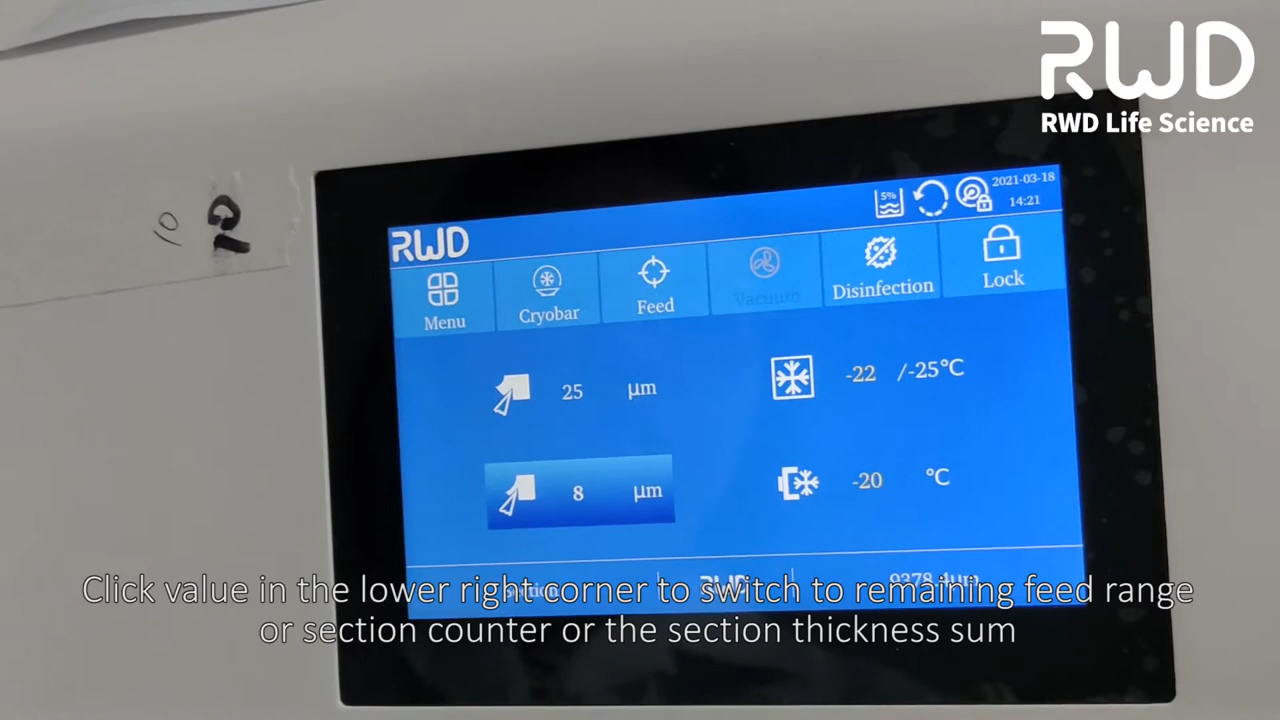 RWD
RWD Life Science
10
5%
2021-03-18
14:21
RWD
Menu
Cryobar
Feed
Vacuum
Disinfection
Lock
25 μm
-22 /-25°C
8 μm
-20 °C
RWD
Click value in the lower right corner to switch to remaining feed range
or section counter or the section thickness sum